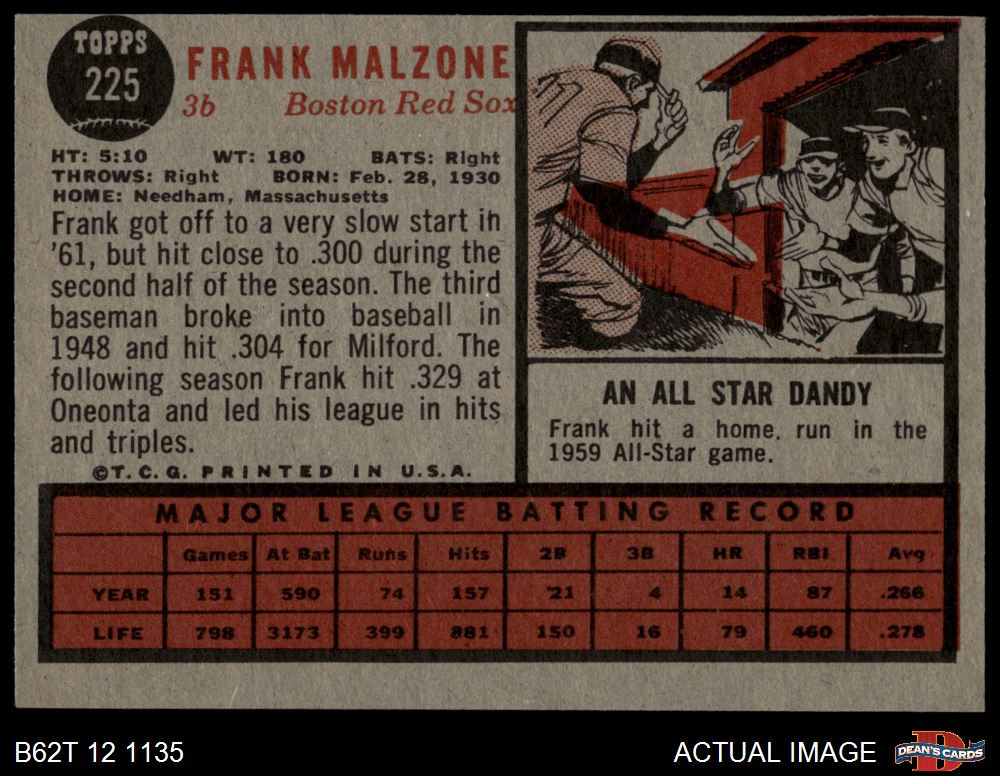 TOPPS
225
FRANK MALZONE
3b Boston Red Sox
HT: 5:10 WT: 180 BATS: Right
THROWS: Right BORN: Feb. 28, 1930
HOME: Needham, Massachusetts
Frank got off to a very slow start in
'61, but hit close to .300 during the
second half of the season. The third
baseman broke into baseball in
1948 and hit .304 for Milford. The
following season Frank hit .329 at
Oneonta and led his league in hits
and triples.
©T.C.G. PRINTED IN U.S.A.
AN ALL STAR DANDY
Frank hit a home. run in the
1959 All-Star game.
MAJOR LEAGUE BATTING RECORD
Games At Bat Runs Hits 2B 3B HR RBI Avg
YEAR 151 590 74 157 21 4 14 87 .266
LIFE 798 3173 399 881 150 16 79 460 .278
B62T 12 1135 ACTUAL IMAGE DEAN'S CARDS